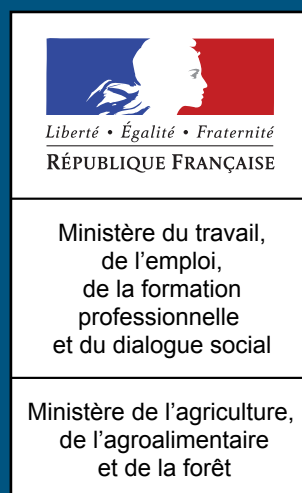 Liberté • Égalité • Fraternité
RÉPUBLIQUE FRANÇAISE
Ministère du travail,
de l’emploi,
de la formation
professionnelle
et du dialogue social
Ministère de l’agriculture,
de l’agroalimentaire
et de la forêt